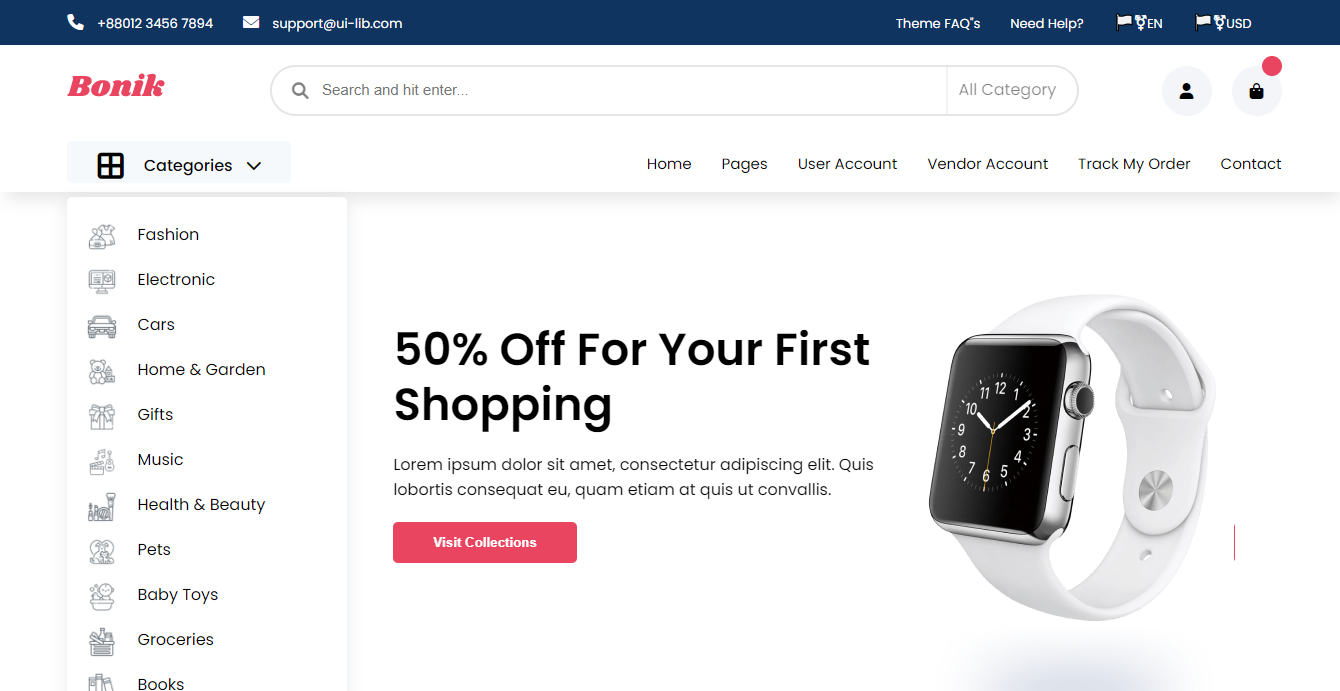 +88012 3456 7894
support@ui-lib.com
Theme FAQ"s
Need Help?
🏳️⚧EN
🏳️⚧USD
Bonik
Search and hit enter...
All Category
Categories
Home
Pages
User Account
Vendor Account
Track My Order
Contact
Fashion
Electronic
Cars
Home & Garden
Gifts
Music
Health & Beauty
Pets
Baby Toys
Groceries
Books
50% Off For Your First
Shopping
Lorem ipsum dolor sit amet, consectetur adipiscing elit. Quis
lobortis consequat eu, quam etiam at quis ut convallis.
Visit Collections
12
1
2
3
4
5
6
7
8
9
10
11